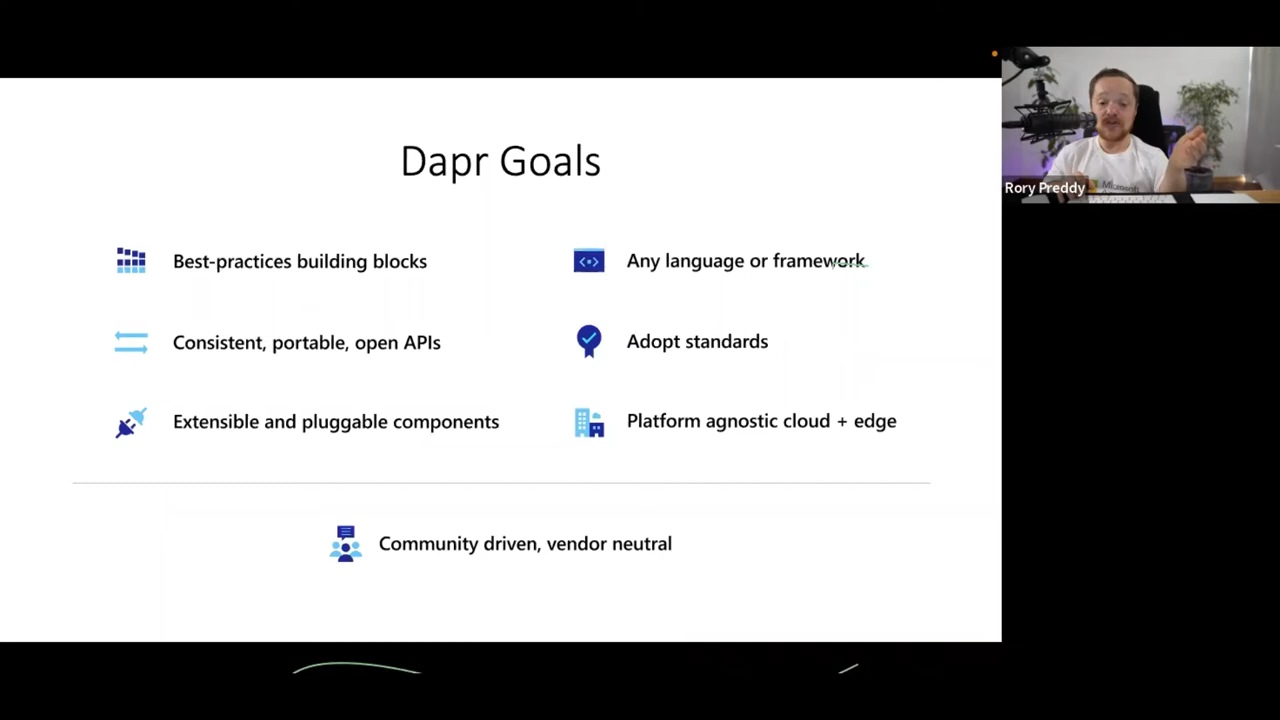 Dapr Goals
Best-practices building blocks
Any language or framework
Consistent, portable, open APIs
Adopt standards
Extensible and pluggable components
Platform agnostic cloud + edge
Community driven, vendor neutral
Microsoft
Rory Preddy